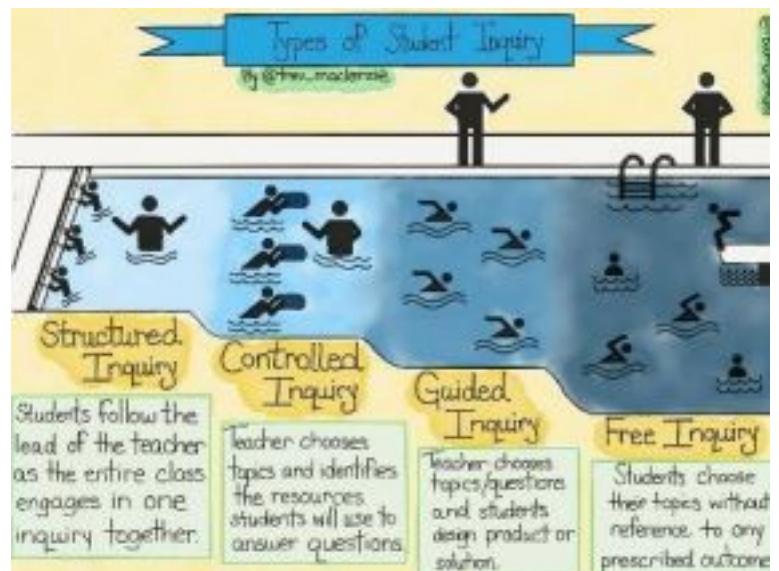 Types of Student Inquiry
By @trev_mackenzie
Structured
Inquiry
Students follow the
lead of the teacher
as the entire class
engages in one
inquiry together.
Controlled
Inquiry
Teacher chooses
topics and identifies
the resources
students will use to
answer questions
Guided
Inquiry
Teacher chooses
topics/questions
and students
design product or
solution.
Free Inquiry
Students choose
their topics without
reference to any
prescribed outcome